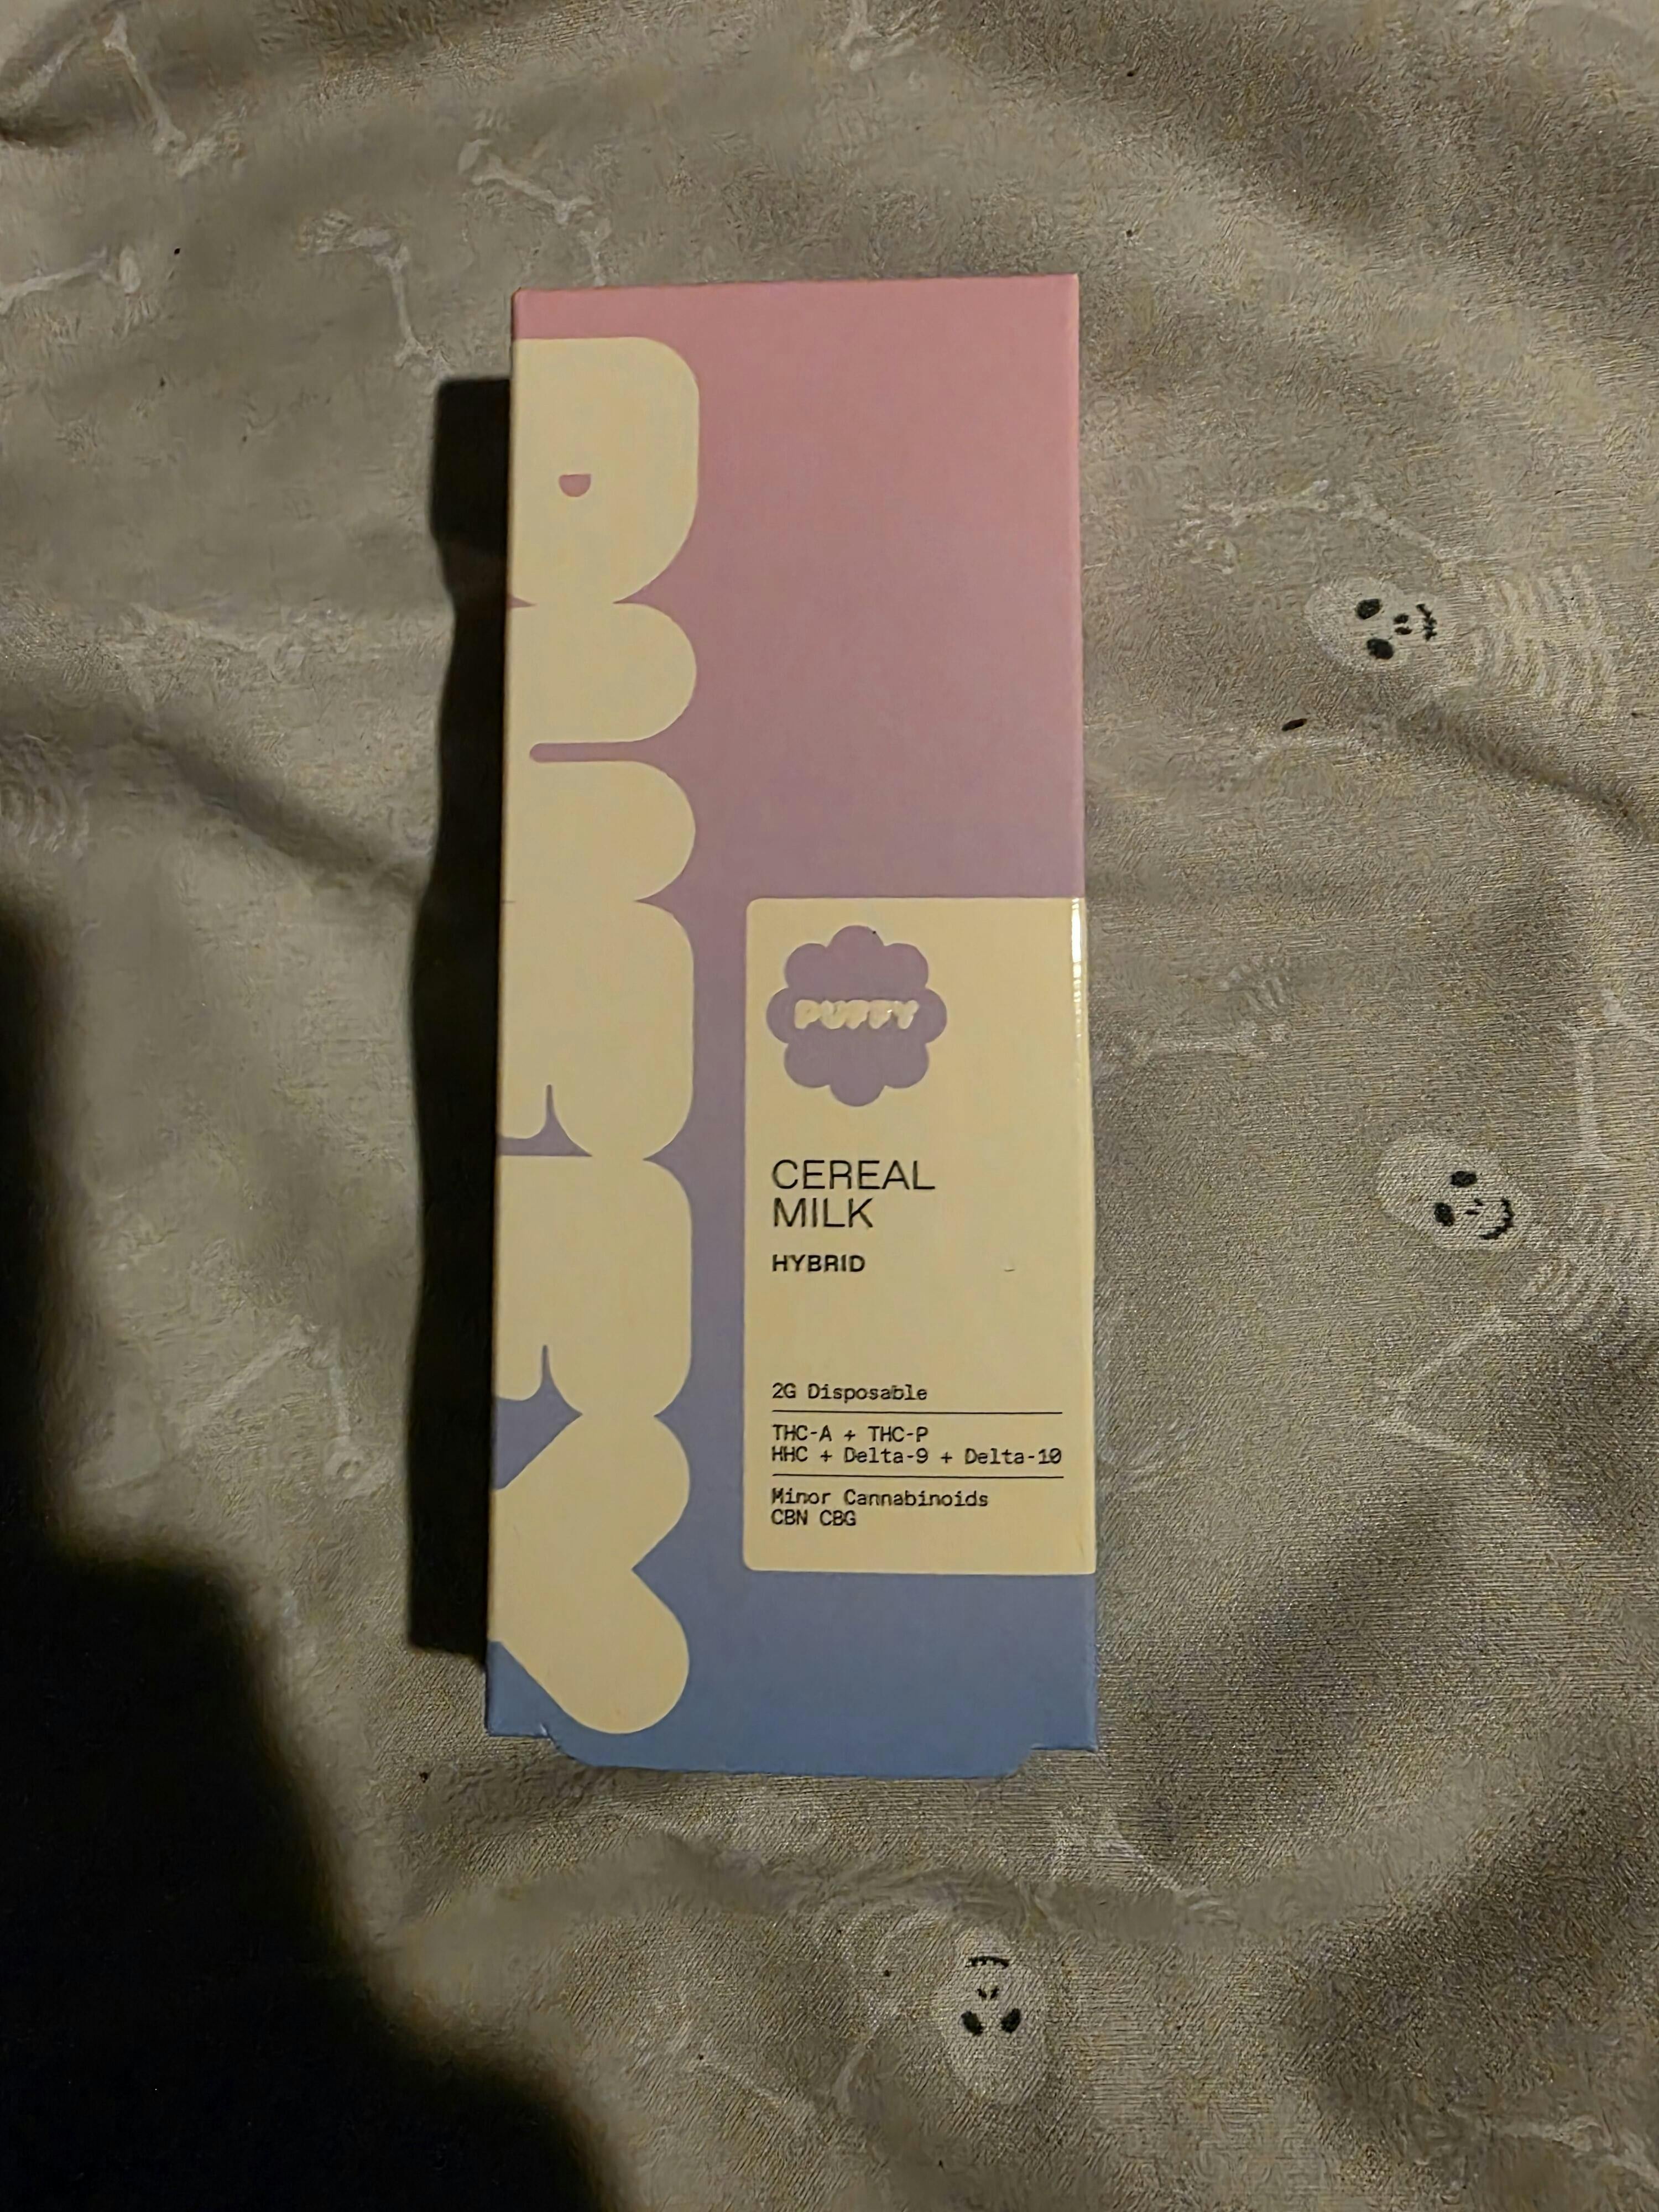 PUFFY
PUFFY
CEREAL
MILK
HYBRID
2G Disposable
THC-A + THC-P
HHC + Delta-9 + Delta-10
Minor Cannabinoids
CBN CBG